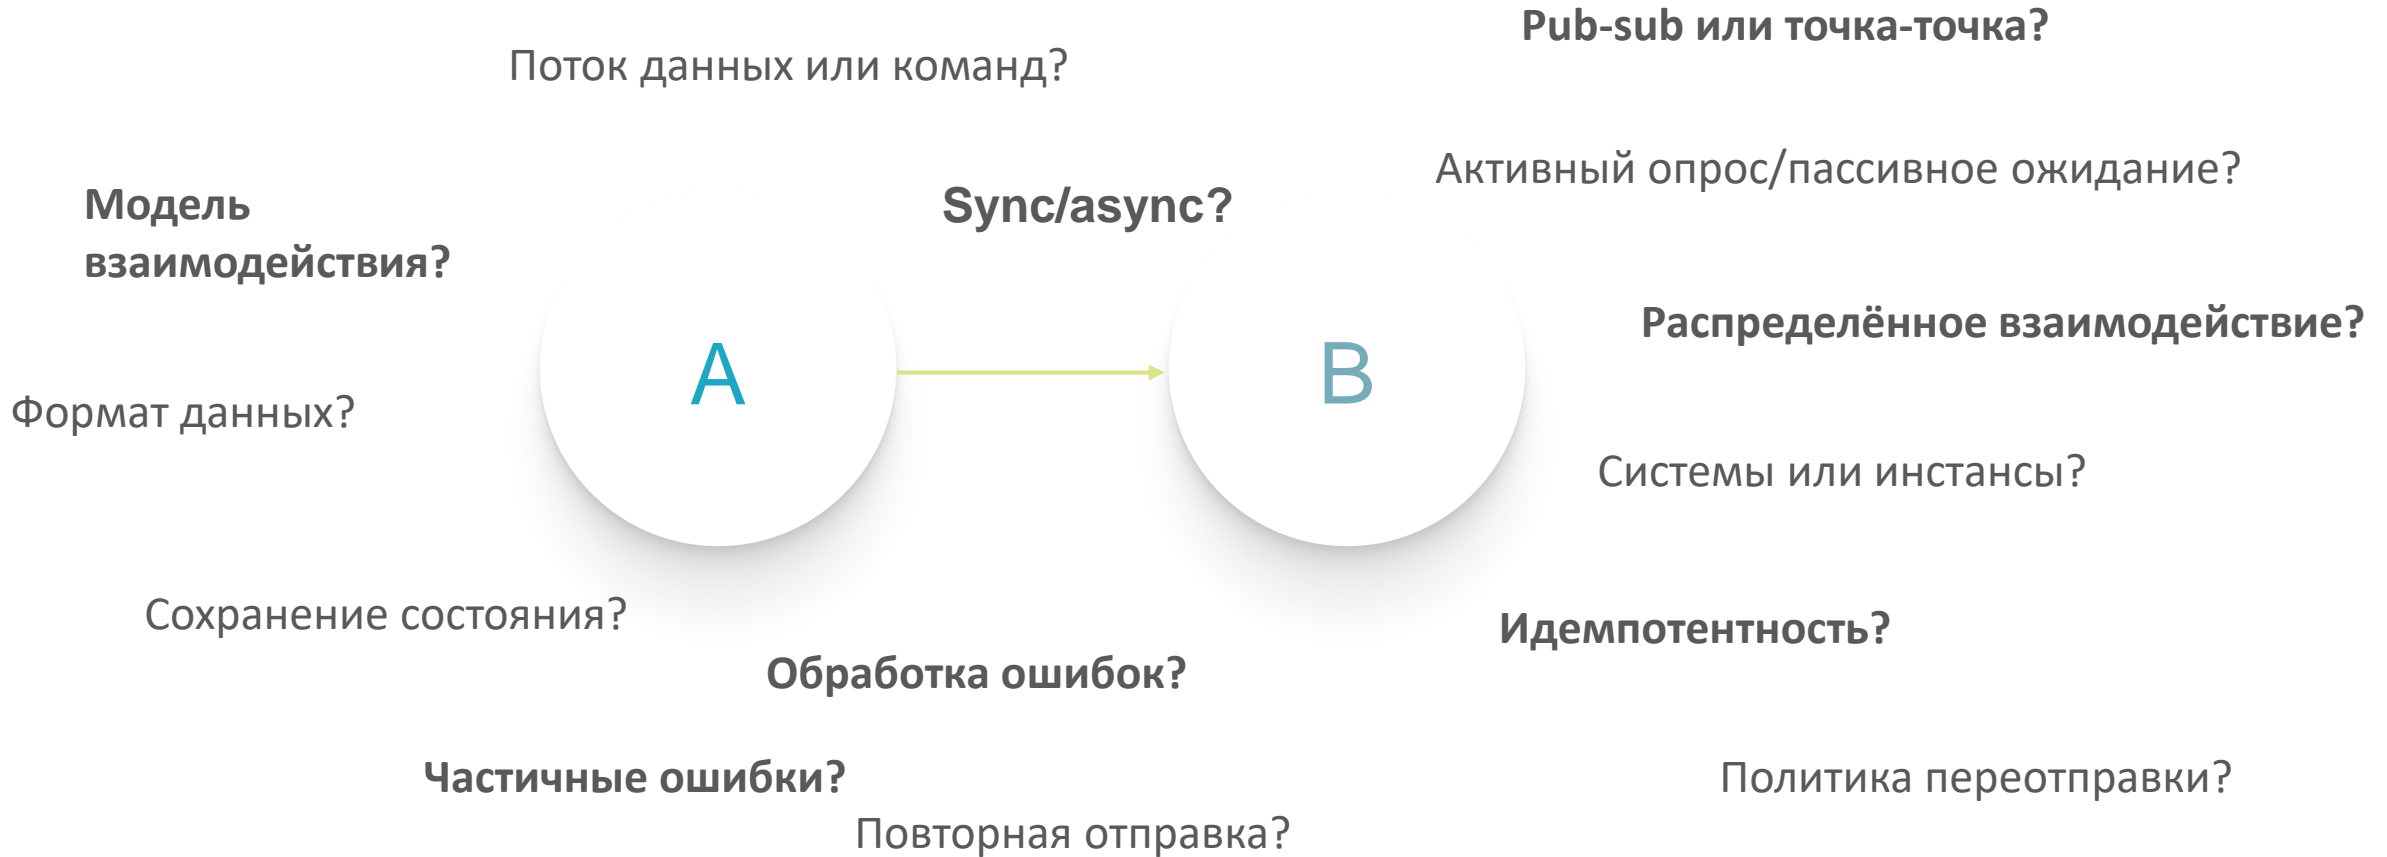 Pub-sub или точка-точка?
Поток данных или команд?
Активный опрос/пассивное ожидание?
Модель
взаимодействия?
Sync/async?
Распределённое взаимодействие?
A
B
Формат данных?
Системы или инстансы?
Сохранение состояния?
Идемпотентность?
Обработка ошибок?
Частичные ошибки?
Политика переотправки?
Повторная отправка?